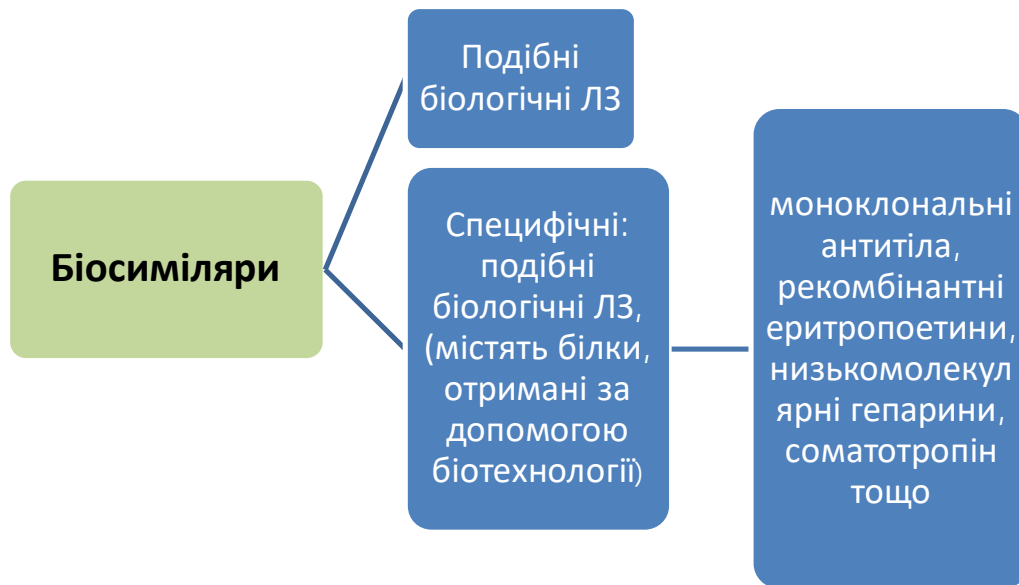 Біосиміляри
Подібні
біологічні ЛЗ
Специфічні:
подібні
біологічні ЛЗ,
(містять білки,
отримані за
допомогою
біотехнології)
моноклональні
антитіла,
рекомбінантні
еритропоетини,
низькомолекул
ярні гепарини,
соматотропін
тощо